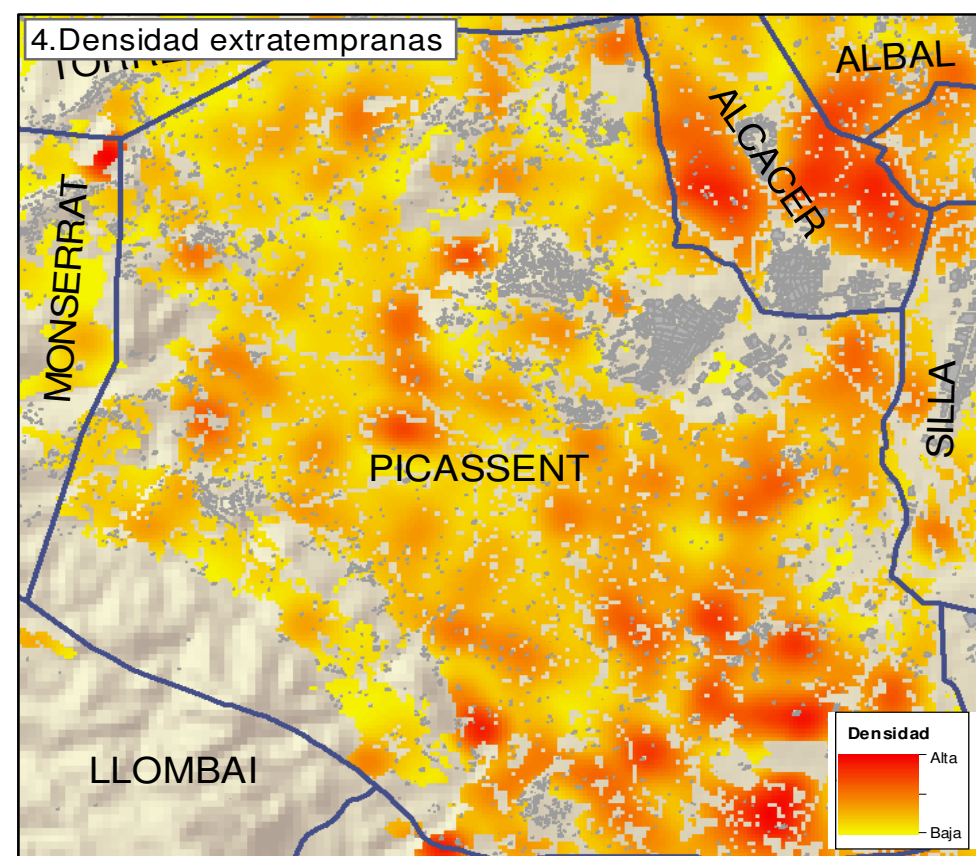 4.Densidad extratempranas
ALBAL
ALCACER
MONSERRAT
SILLA
PICASSENT
LLOMBAI
Densidad
Alta
Baja